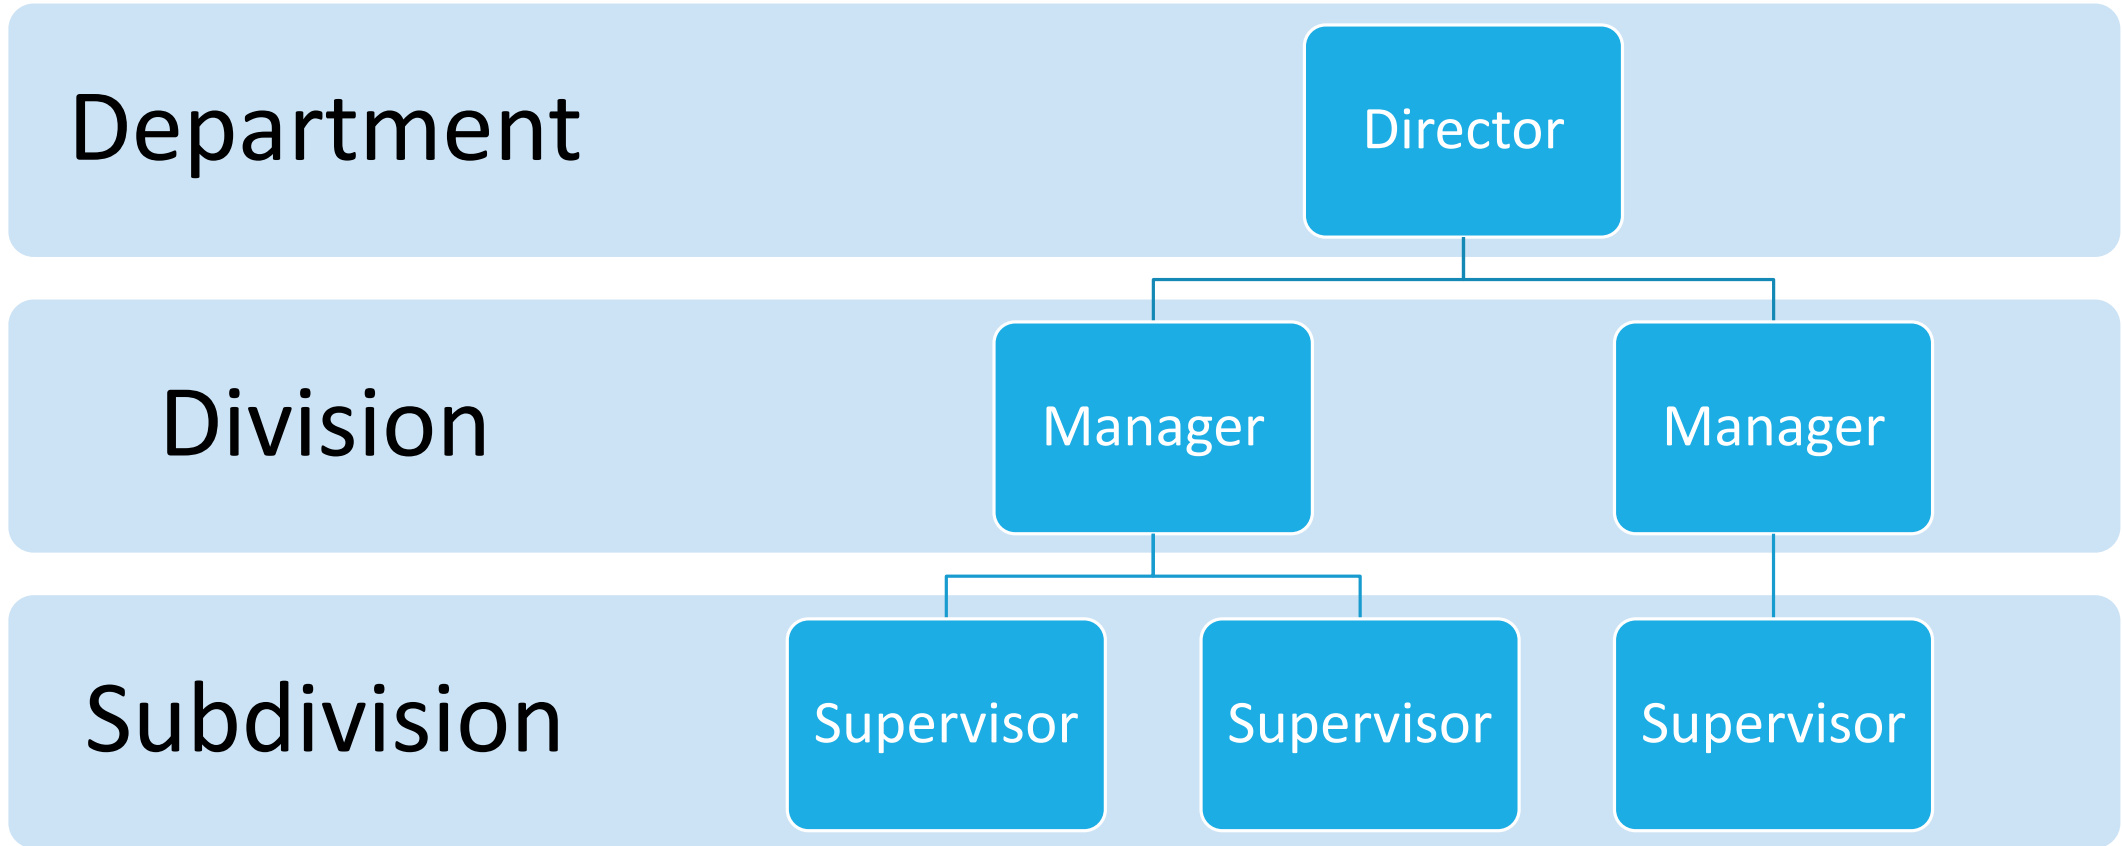 Department
Director
Division
Manager
Manager
Subdivision
Supervisor
Supervisor
Supervisor